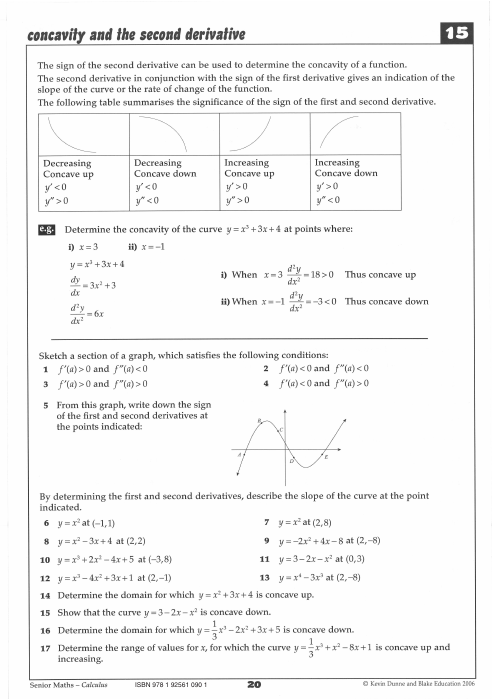 concavity and the second derivative
15
The sign of the second derivative can be used to determine the concavity of a function.
The second derivative in conjunction with the sign of the first derivative gives an indication of the
slope of the curve or the rate of change of the function.
The following table summarises the significance of the sign of the first and second derivative.
Decreasing
Concave up
y′ < 0
y″ > 0
Decreasing
Concave down
y′ < 0
y″ < 0
Increasing
Concave up
y′ > 0
y″ > 0
Increasing
Concave down
y′ > 0
y″ < 0
e.g. Determine the concavity of the curve y = x³ + 3x + 4 at points where:
i) x = 3 ii) x = −1
y = x³ + 3x + 4
dy/dx = 3x² + 3
d²y/dx² = 6x
i) When x = 3 d²y/dx² = 18 > 0 Thus concave up
ii) When x = −1 d²y/dx² = −3 < 0 Thus concave down
Sketch a section of a graph, which satisfies the following conditions:
1 f′(a) > 0 and f″(a) < 0
2 f′(a) < 0 and f″(a) < 0
3 f′(a) > 0 and f″(a) > 0
4 f′(a) < 0 and f″(a) > 0
5 From this graph, write down the sign
of the first and second derivatives at
the points indicated:
A
B
C
D
E
By determining the first and second derivatives, describe the slope of the curve at the point
indicated.
6 y = x² at (−1,1)
7 y = x² at (2,8)
8 y = x² − 3x + 4 at (2,2)
9 y = −2x² + 4x − 8 at (2,−8)
10 y = x³ + 2x² − 4x + 5 at (−3,8)
11 y = 3 − 2x − x² at (0,3)
12 y = x³ − 4x² + 3x + 1 at (2,−1)
13 y = x⁴ − 3x³ at (2,−8)
14 Determine the domain for which y = x² + 3x + 4 is concave up.
15 Show that the curve y = 3 − 2x − x² is concave down.
16 Determine the domain for which y = 1/3 x³ − 2x² + 3x + 5 is concave down.
17 Determine the range of values for x, for which the curve y = 1/3 x³ + x² − 8x + 1 is concave up and
increasing.
Senior Maths – Calculus ISBN 978 1 92561 090 1 20 © Kevin Dunne and Blake Education 2006